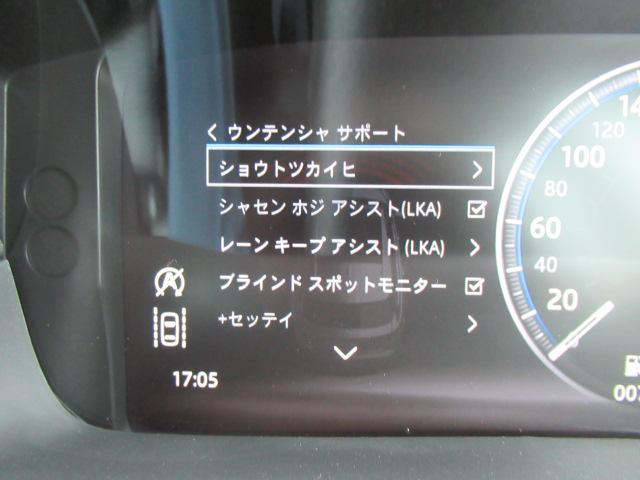 ウンテンシャ サポート
ショウトツカイヒ
シャセン ホジ アシスト(LKA)
レーン キープ アシスト (LKA)
ブラインド スポットモニター
+セッテイ
17:05
120
100
80
60
40
20